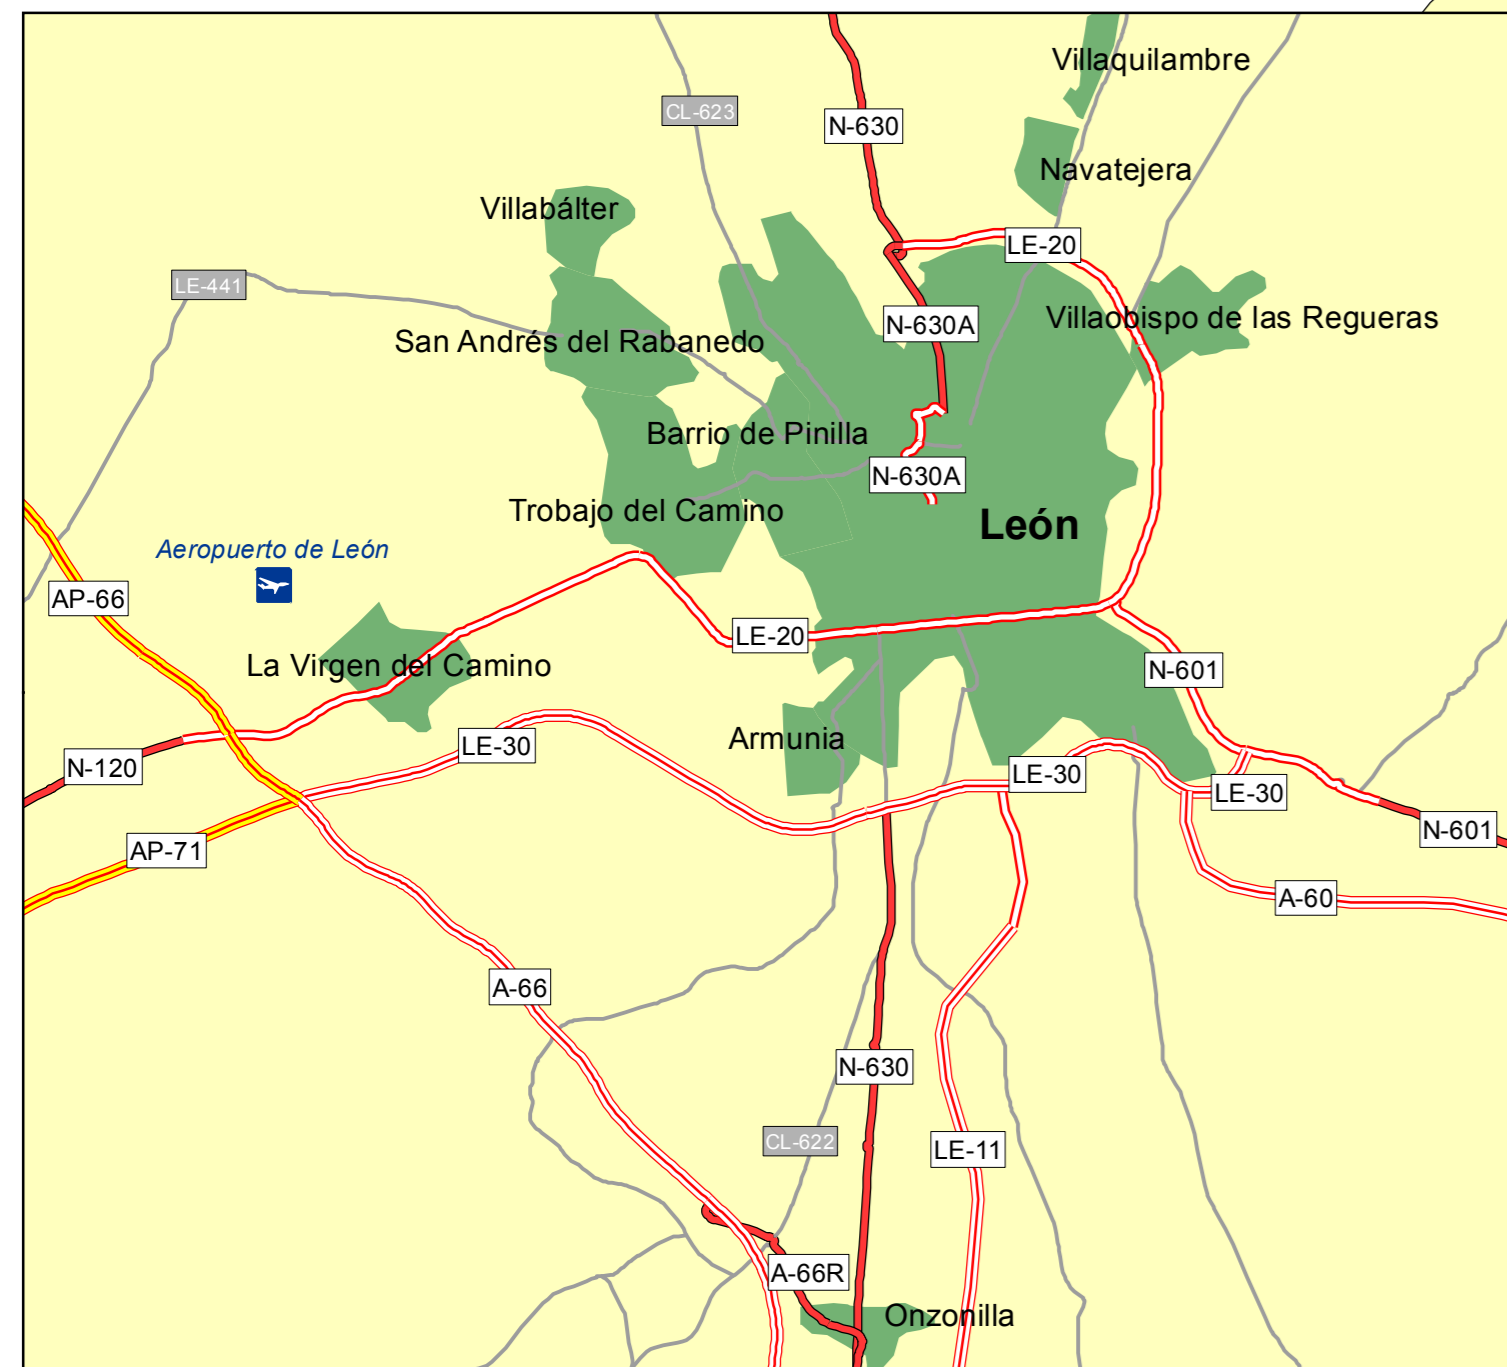 Villaquilambre
CL-623
N-630
Navatejera
Villabálter
LE-20
LE-441
N-630A
Villaobispo de las Regueras
San Andrés del Rabanedo
Barrio de Pinilla
N-630A
Trobajo del Camino
León
Aeropuerto de León
AP-66
LE-20
La Virgen del Camino
N-601
Armunia
LE-30
N-120
LE-30
LE-30
N-601
AP-71
A-60
A-66
N-630
CL-622
LE-11
A-66R
Onzonilla